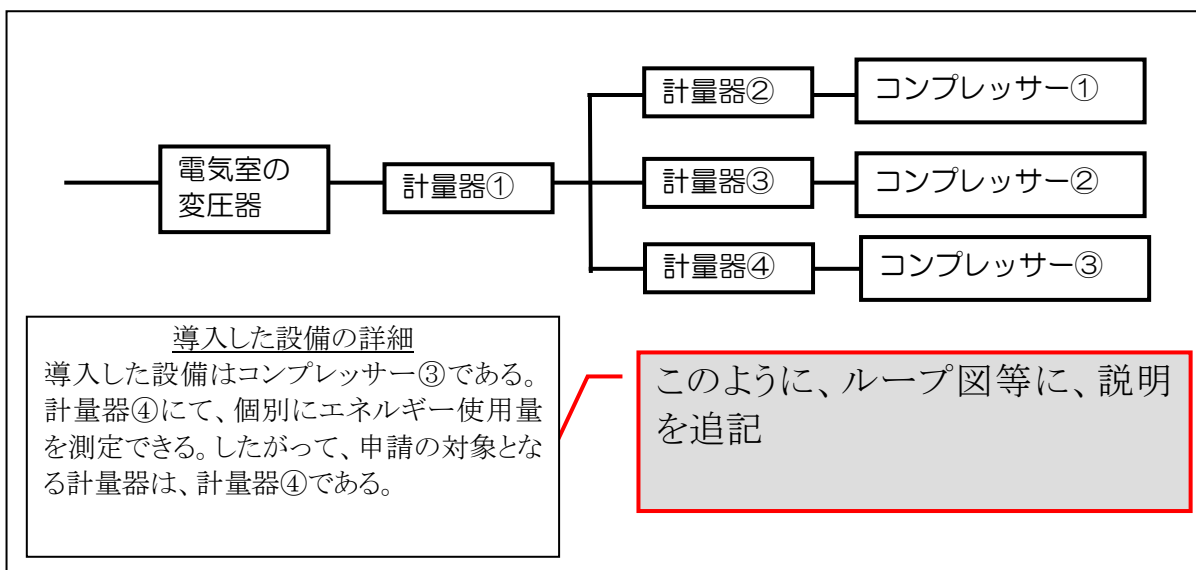 計量器②
コンプレッサー①
電気室の
変圧器
計量器①
計量器③
コンプレッサー②
計量器④
コンプレッサー③
導入した設備の詳細
導入した設備はコンプレッサー③である。
計量器④にて、個別にエネルギー使用量
を測定できる。したがって、申請の対象とな
る計量器は、計量器④である。
このように、ループ図等に、説明
を追記